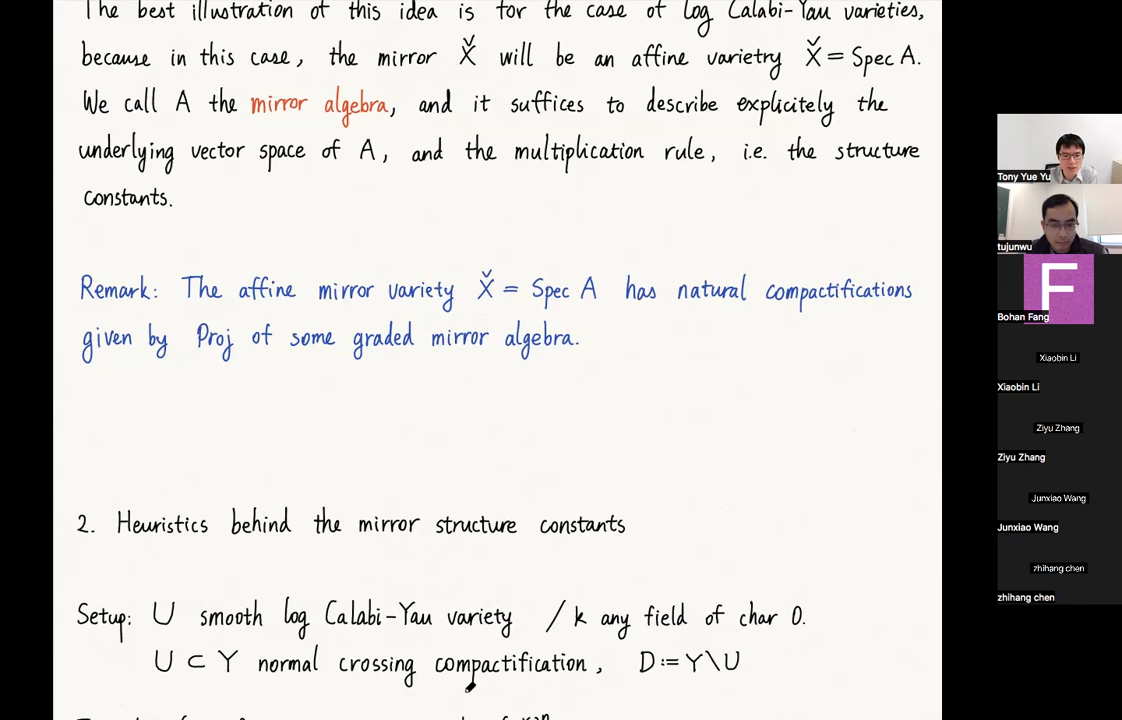 The best illustration of this idea is for the case of log Calabi-Yau varieties,
because in this case, the mirror X̌ will be an affine varietry X̌ = Spec A.
We call A the mirror algebra, and it suffices to describe explicitely the
underlying vector space of A, and the multiplication rule, i.e. the structure
constants.
Remark: The affine mirror variety X̌ = Spec A has natural compactifications
given by Proj of some graded mirror algebra.
2. Heuristics behind the mirror structure constants
Setup: U smooth log Calabi-Yau variety / k any field of char 0.
U ⊂ Y normal crossing compactification, D := Y \ U
Tony Yue Yu
tujunwu
F
Bohan Fang
Xiaobin Li
Xiaobin Li
Ziyu Zhang
Ziyu Zhang
Junxiao Wang
Junxiao Wang
zhihang chen
zhihang chen